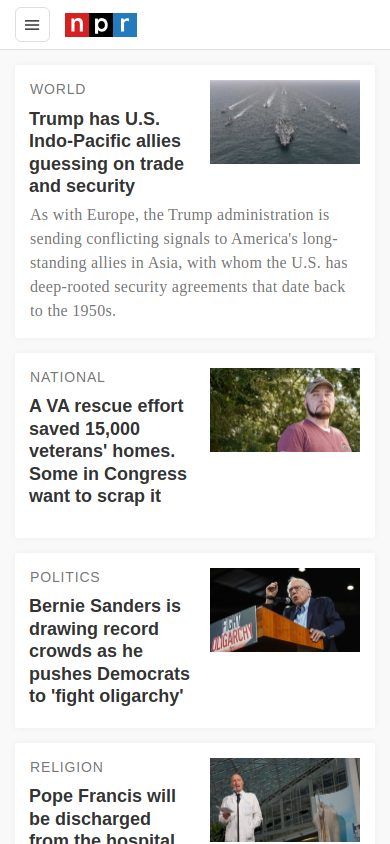 npr
WORLD
Trump has U.S.
Indo-Pacific allies
guessing on trade
and security
As with Europe, the Trump administration is
sending conflicting signals to America's long-
standing allies in Asia, with whom the U.S. has
deep-rooted security agreements that date back
to the 1950s.
NATIONAL
A VA rescue effort
saved 15,000
veterans' homes.
Some in Congress
want to scrap it
POLITICS
Bernie Sanders is
drawing record
crowds as he
pushes Democrats
to 'fight oligarchy'
FIGHT
OLIGARCHY
RELIGION
Pope Francis will
be discharged
from the hospital